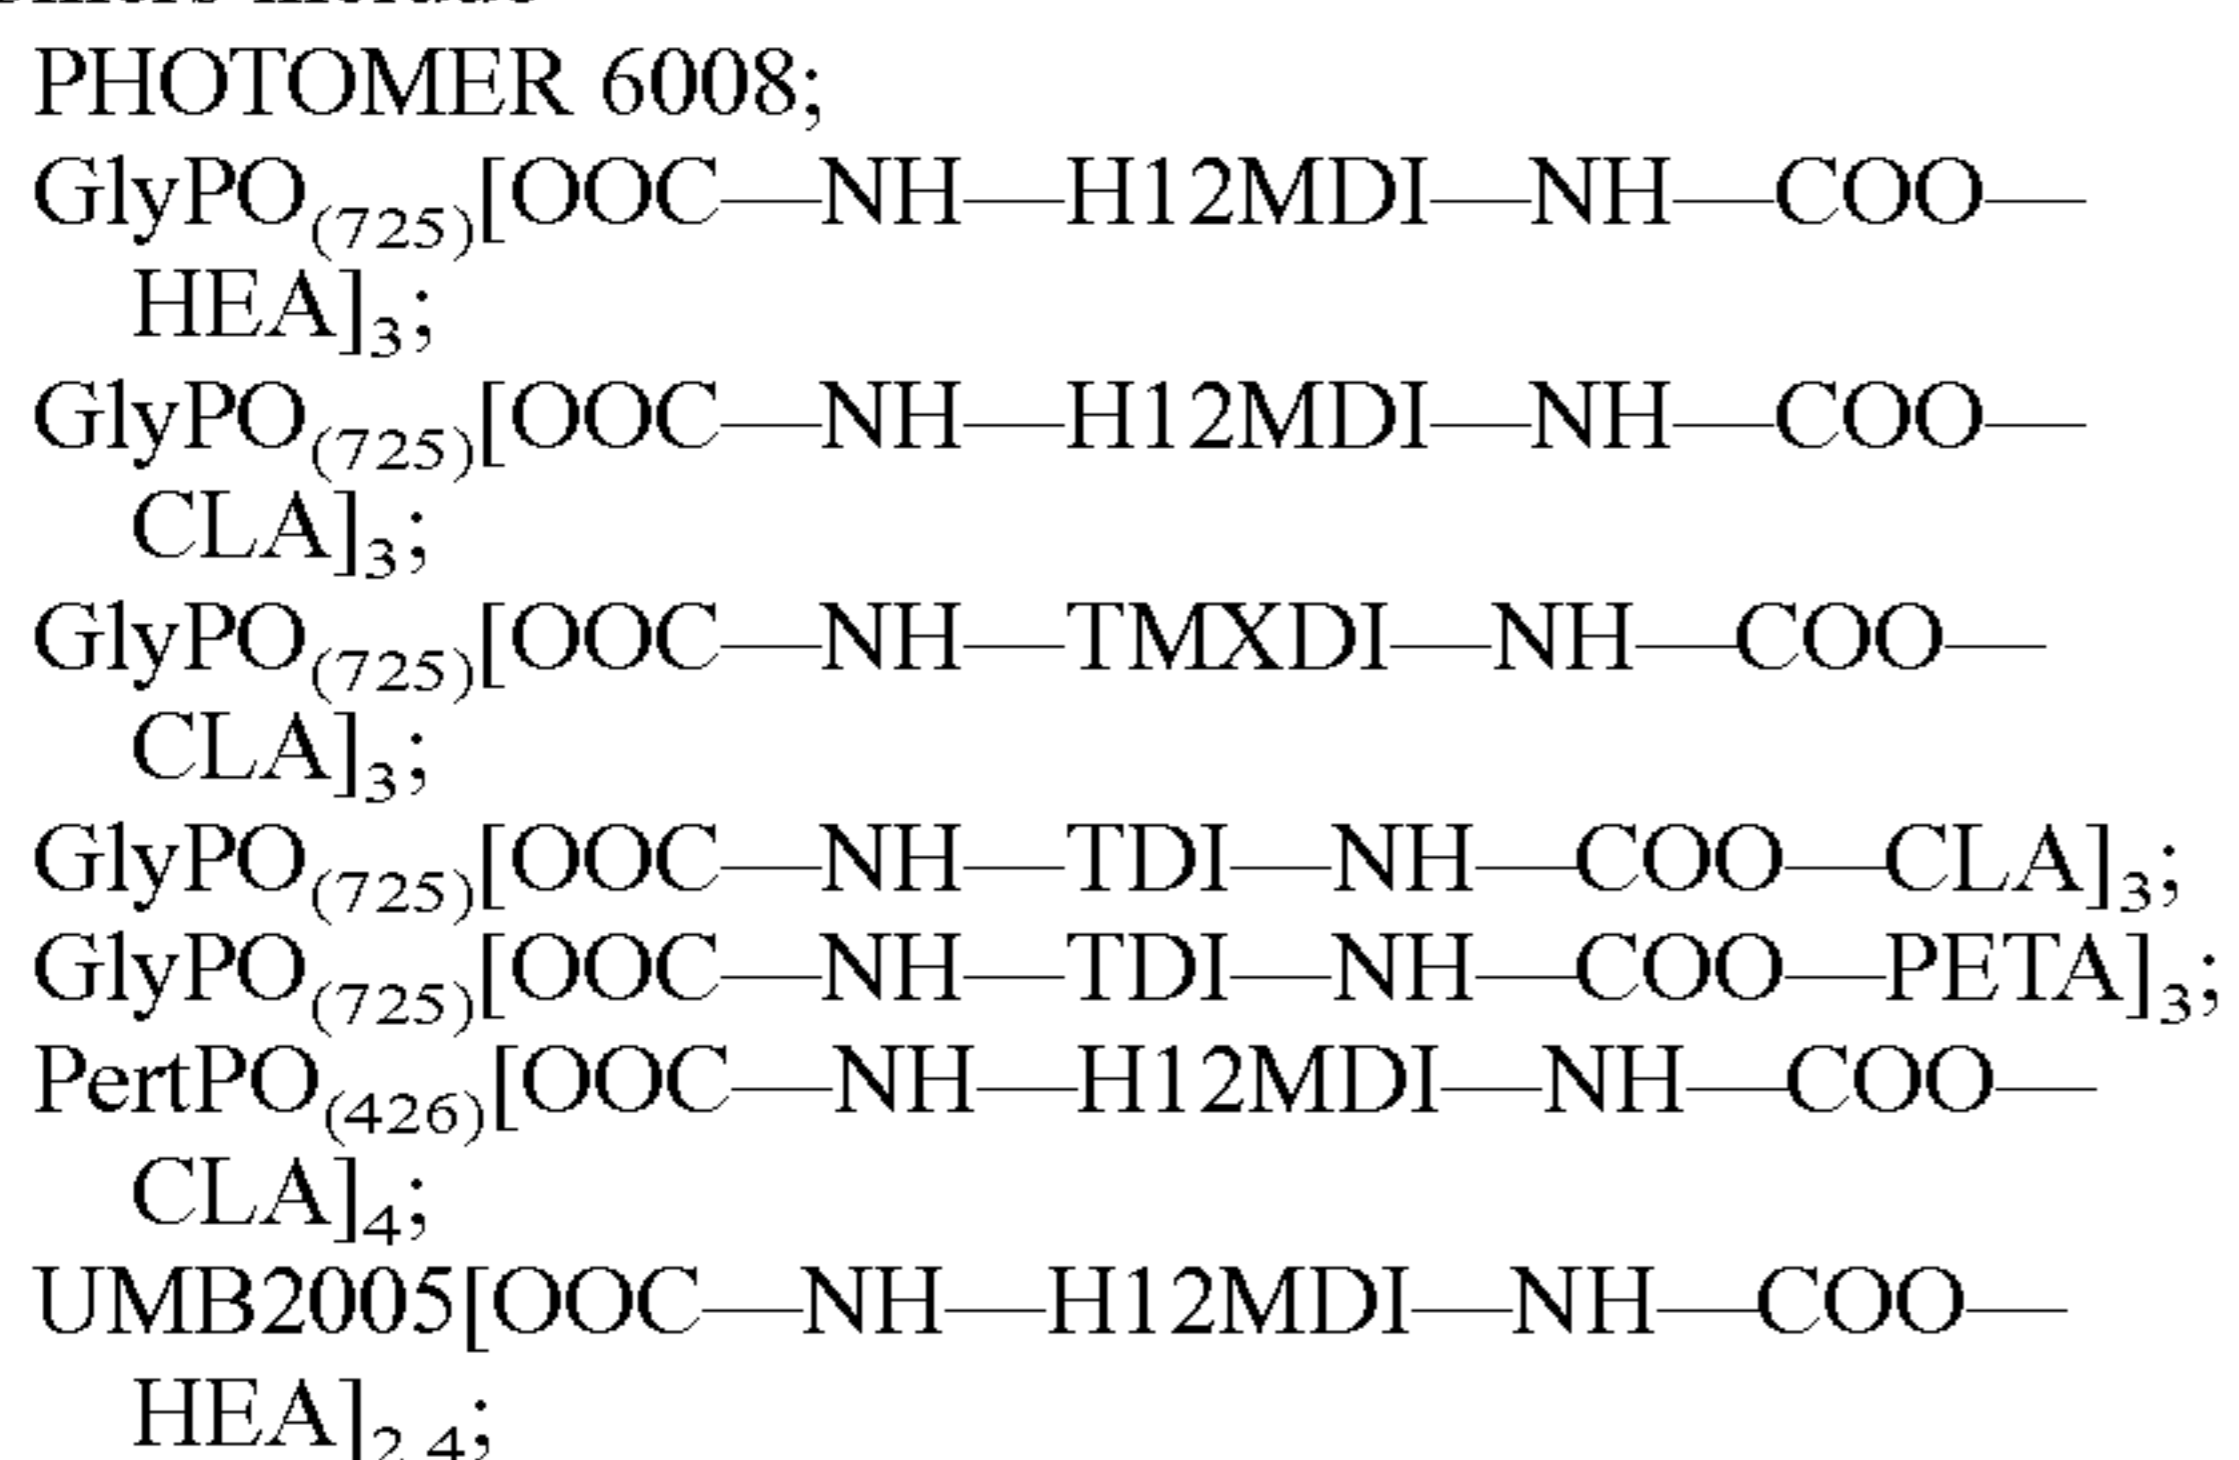 PHOTOMER 6008;
GlyPO(725)[OOC—NH—H12MDI—NH—COO—
HEA]3;
GlyPO(725)[OOC—NH—H12MDI—NH—COO—
CLA]3;
GlyPO(725)[OOC—NH—TMXDI—NH—COO—
CLA]3;
GlyPO(725)[OOC—NH—TDI—NH—COO—CLA]3;
GlyPO(725)[OOC—NH—TDI—NH—COO—PETA]3;
PertPO(426)[OOC—NH—H12MDI—NH—COO—
CLA]4;
UMB2005[OOC—NH—H12MDI—NH—COO—
HEA]2.4;